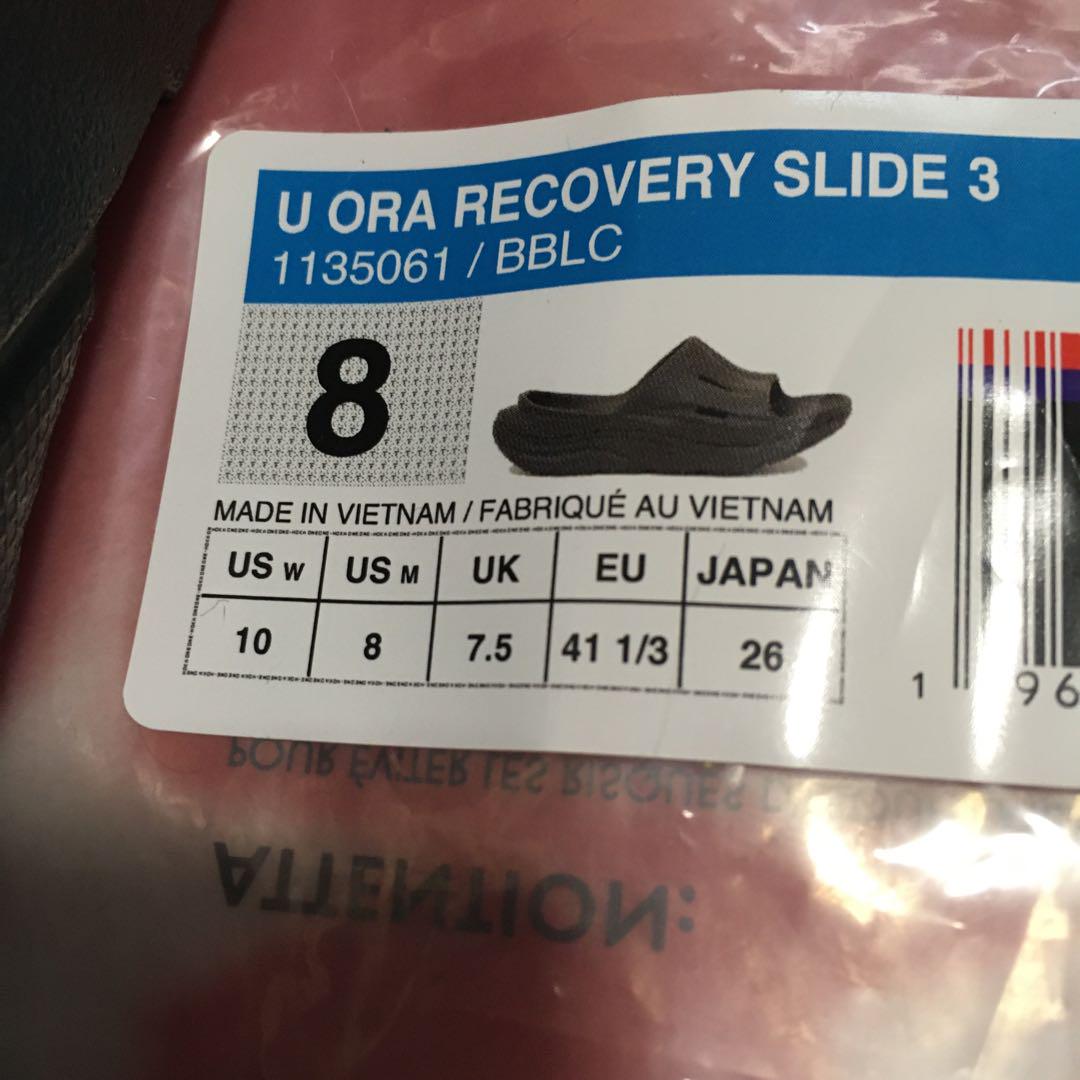 U ORA RECOVERY SLIDE 3
1135061 / BBLC
8
MADE IN VIETNAM / FABRIQUÉ AU VIETNAM
US W US M UK EU JAPAN
10 8 7.5 41 1/3 26
1 96
POUR ÉVITER LES RISQUES
ATTENTION: